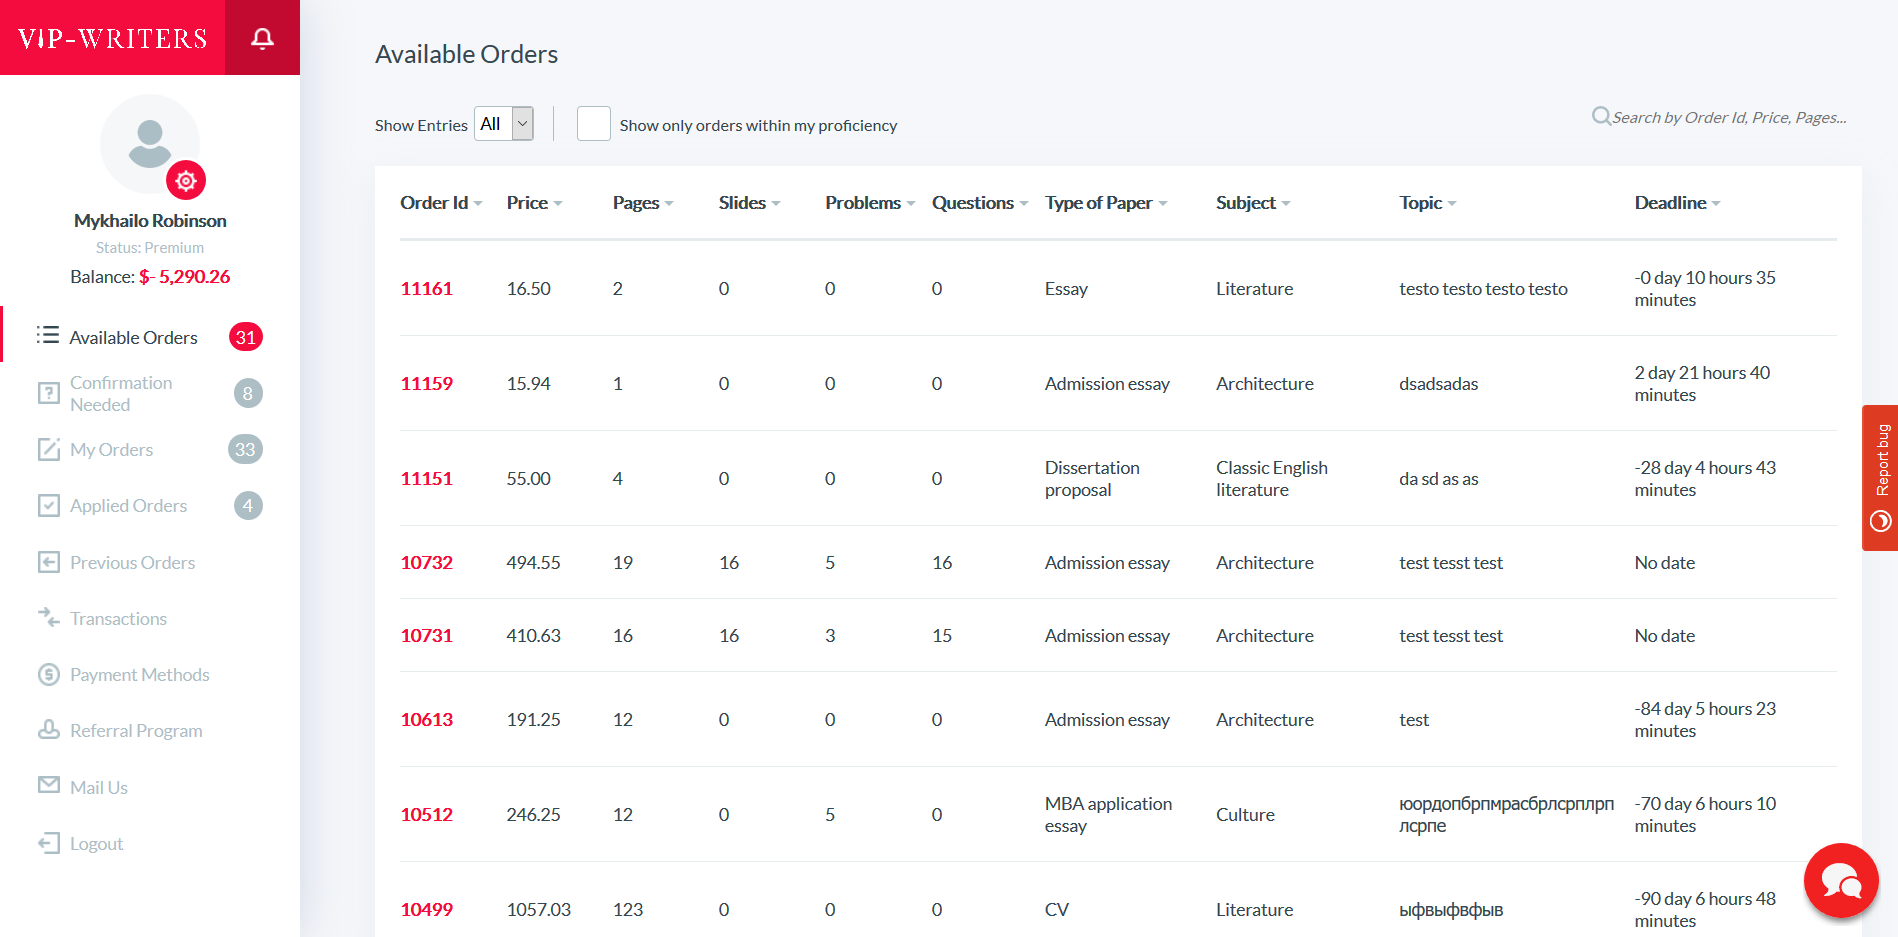 VIP-WRITERS
Mykhailo Robinson
Status: Premium
Balance: $- 5,290.26
Available Orders 31
Confirmation
Needed 8
My Orders 33
Applied Orders 4
Previous Orders
Transactions
Payment Methods
Referral Program
Mail Us
Logout
Available Orders
Show Entries All Show only orders within my proficiency
Search by Order Id, Price, Pages...
Order Id Price Pages Slides Problems Questions Type of Paper Subject Topic Deadline
11161 16.50 2 0 0 0 Essay Literature testo testo testo testo -0 day 10 hours 35
minutes
11159 15.94 1 0 0 0 Admission essay Architecture dsadsadas 2 day 21 hours 40
minutes
11151 55.00 4 0 0 0 Dissertation Classic English da sd as as -28 day 4 hours 43
proposal literature minutes
10732 494.55 19 16 5 16 Admission essay Architecture test tesst test No date
10731 410.63 16 16 3 15 Admission essay Architecture test tesst test No date
10613 191.25 12 0 0 0 Admission essay Architecture test -84 day 5 hours 23
minutes
10512 246.25 12 0 5 0 MBA application Culture юордопбрпмрасбрлсрплрп -70 day 6 hours 10
essay лсрпе minutes
10499 1057.03 123 0 0 0 CV Literature ыфвыфвфыв -90 day 6 hours 48
minutes
Report bug